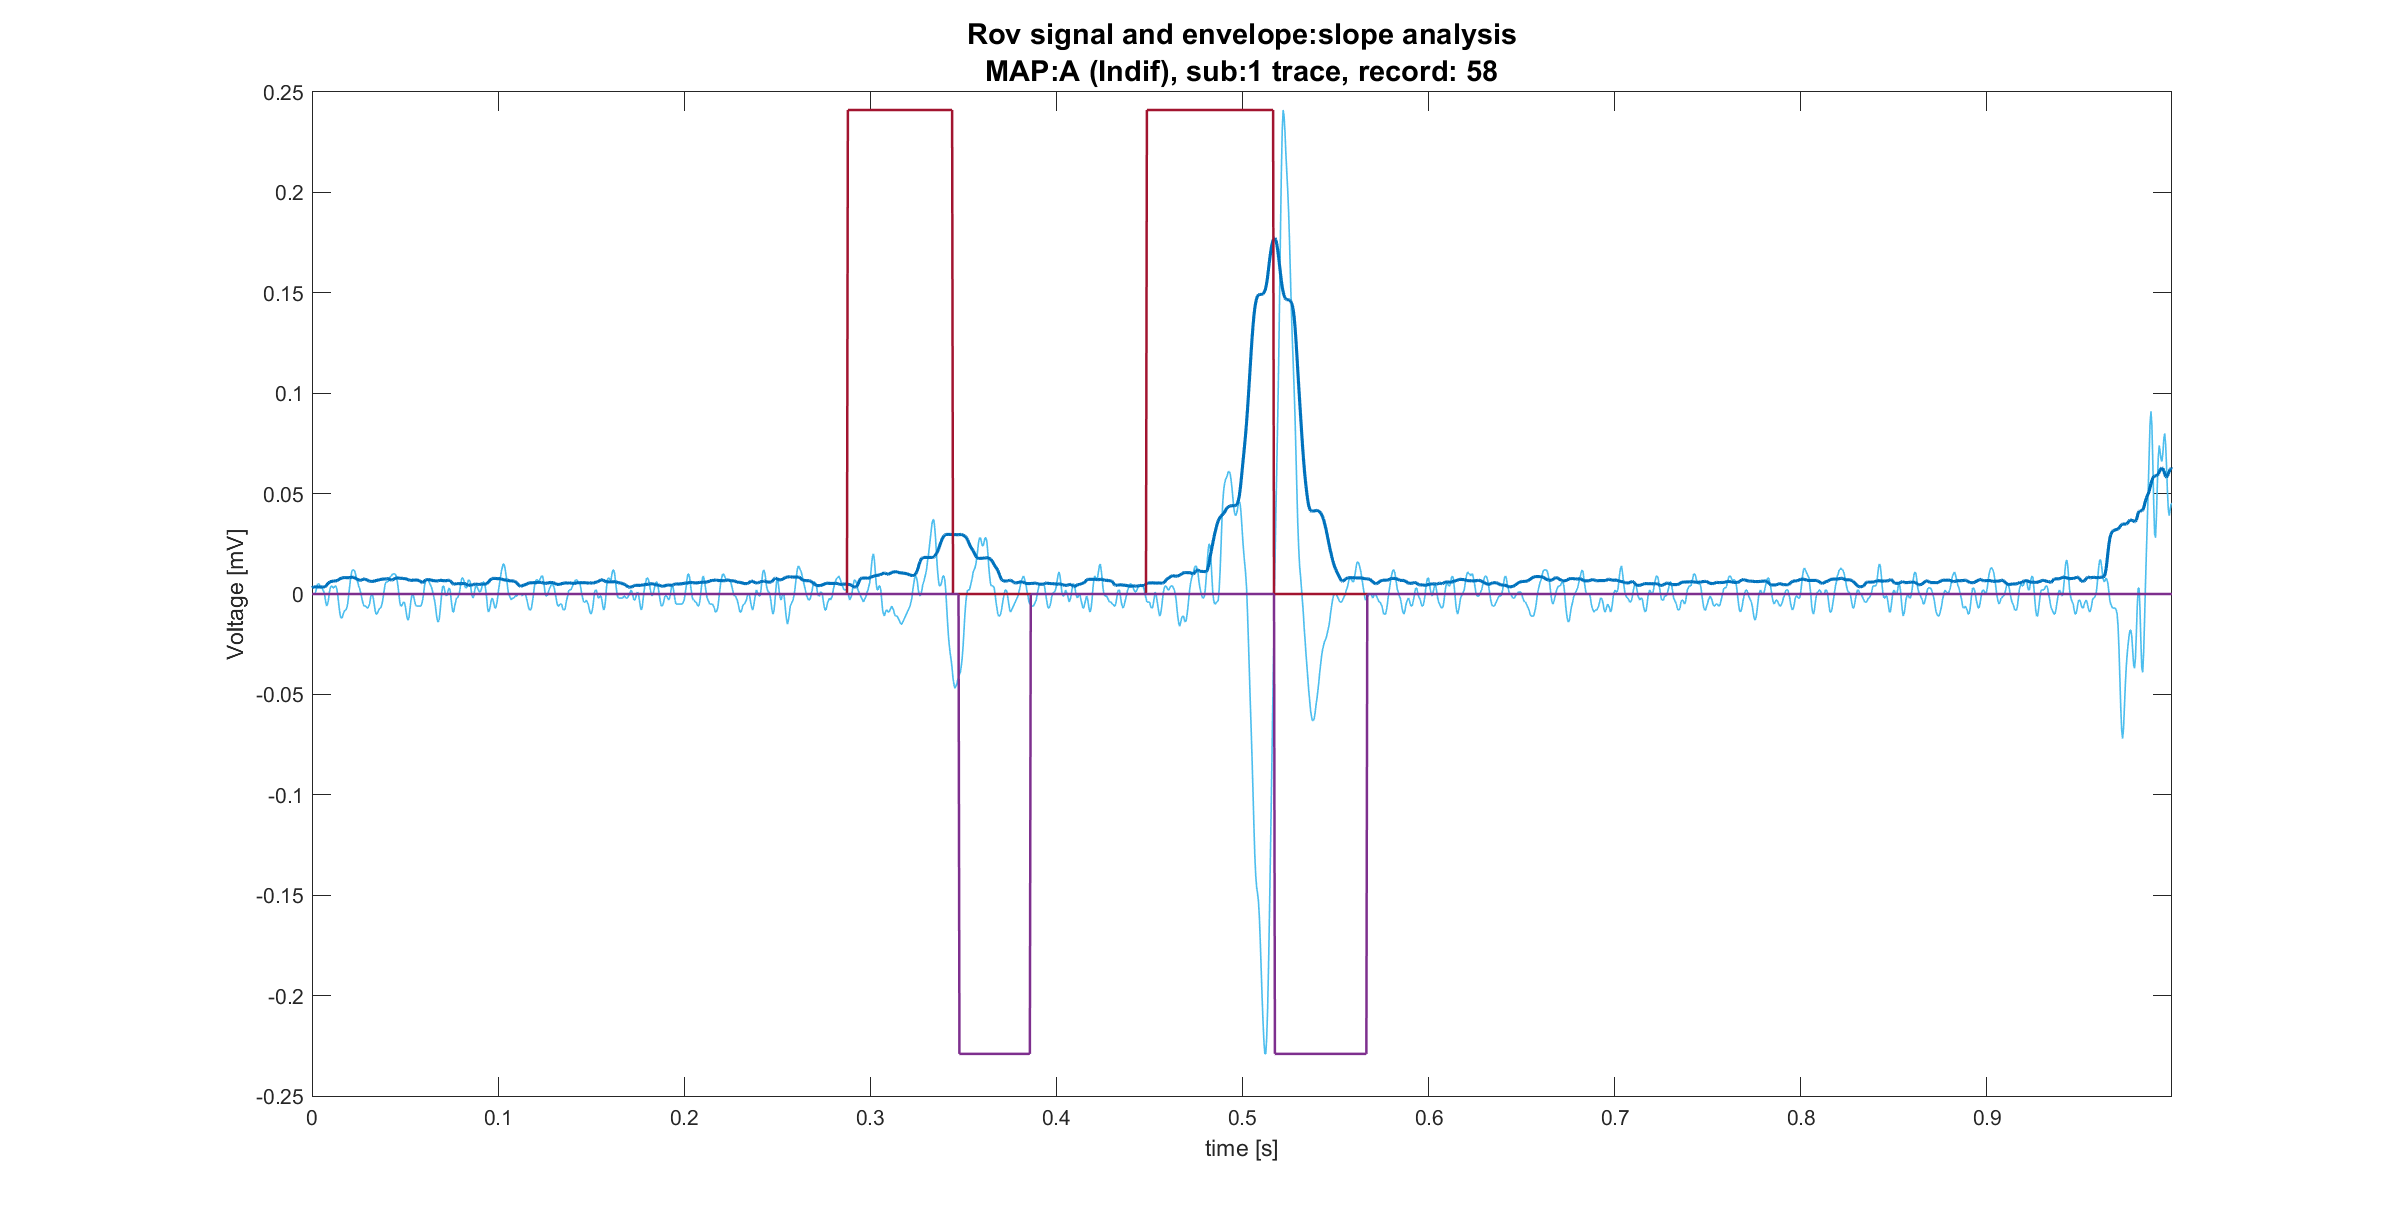 Rov signal and envelope:slope analysis
MAP:A (Indif), sub:1 trace, record: 58
0.25
0.2
0.15
0.1
0.05
0
-0.05
-0.1
-0.15
-0.2
-0.25
Voltage [mV]
0 0.1 0.2 0.3 0.4 0.5 0.6 0.7 0.8 0.9
time [s]